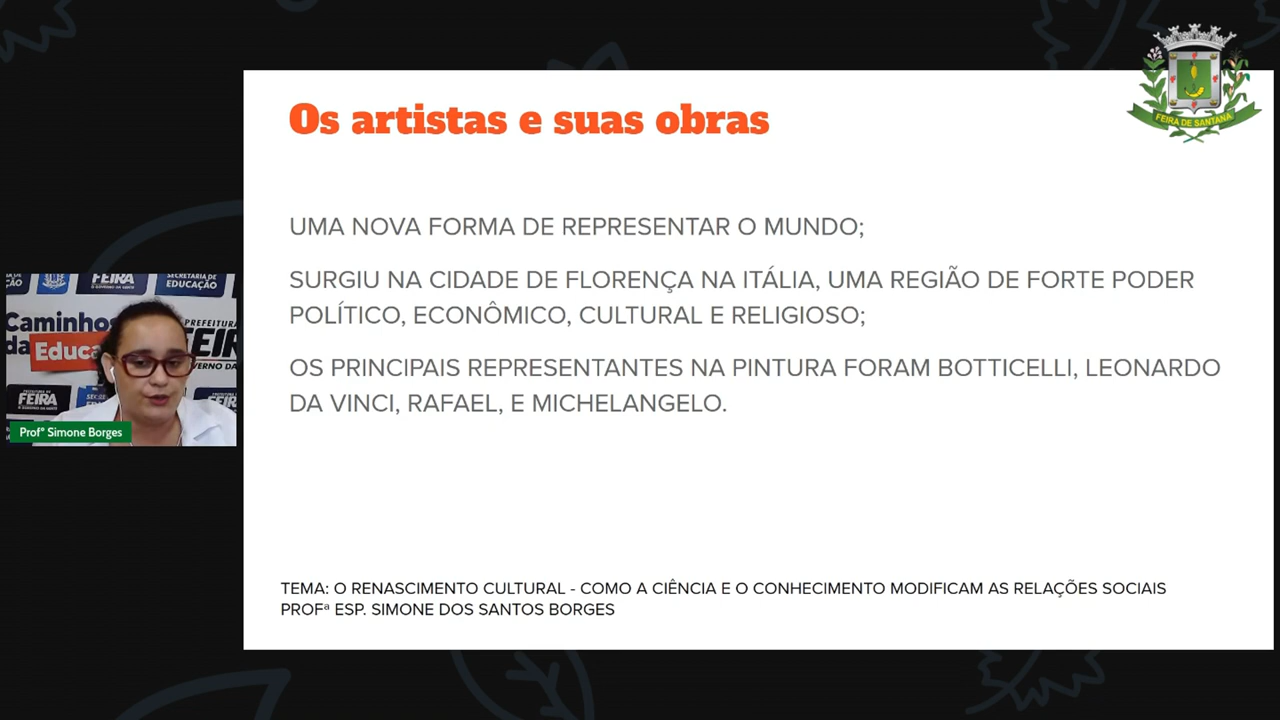 Os artistas e suas obras
FEIRA DE SANTANA
UMA NOVA FORMA DE REPRESENTAR O MUNDO;
SURGIU NA CIDADE DE FLORENÇA NA ITÁLIA, UMA REGIÃO DE FORTE PODER
POLÍTICO, ECONÔMICO, CULTURAL E RELIGIOSO;
OS PRINCIPAIS REPRESENTANTES NA PINTURA FORAM BOTTICELLI, LEONARDO
DA VINCI, RAFAEL, E MICHELANGELO.
FEIRA
SECRETARIA DE
EDUCAÇÃO
Caminhos
da Educa
PREFEITURA
FEIRA
Profª Simone Borges
TEMA: O RENASCIMENTO CULTURAL - COMO A CIÊNCIA E O CONHECIMENTO MODIFICAM AS RELAÇÕES SOCIAIS
PROFª ESP. SIMONE DOS SANTOS BORGES